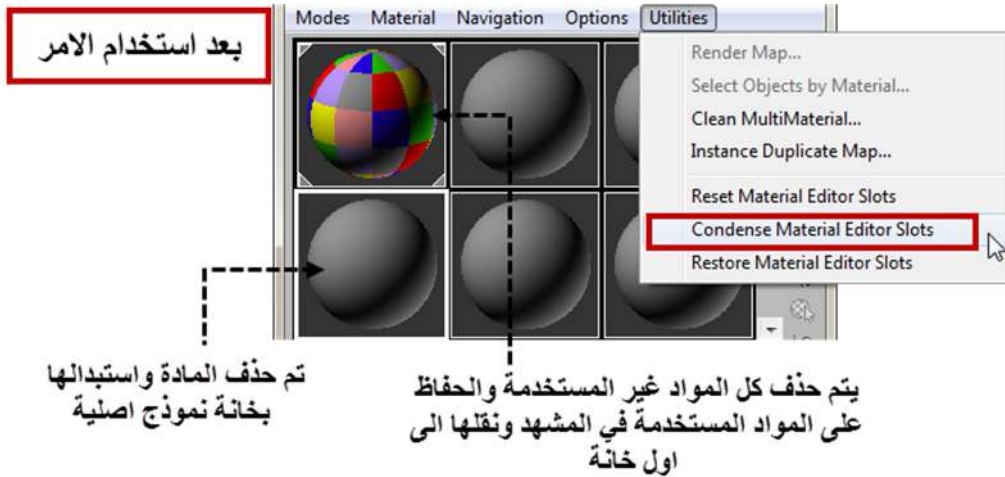 Modes Material Navigation Options Utilities
بعد استخدام الامر
Render Map...
Select Objects by Material...
Clean MultiMaterial...
Instance Duplicate Map...
Reset Material Editor Slots
Condense Material Editor Slots
Restore Material Editor Slots
تم حذف المادة واستبدالها
بخانة نموذج اصلية
يتم حذف كل المواد غير المستخدمة والحفاظ
على المواد المستخدمة في المشهد ونقلها الى
اول خانة